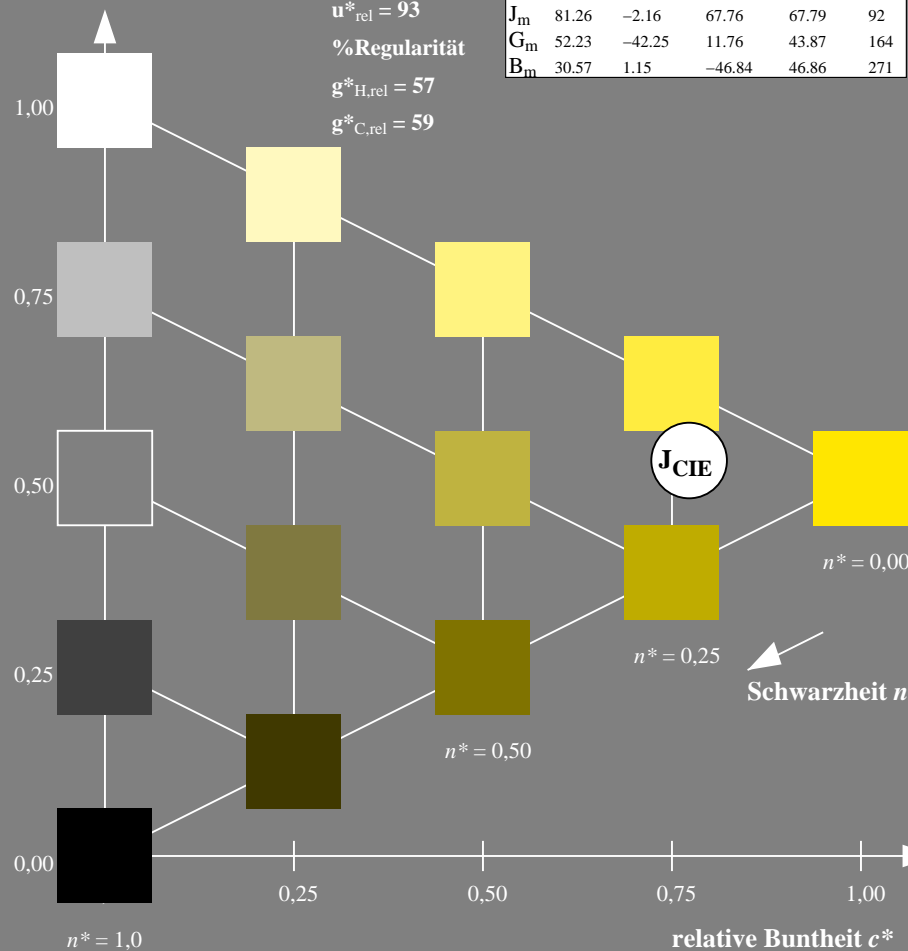 u*rel = 93
%Regularität
g*H,rel = 57
g*C,rel = 59
Jm 81.26 −2.16 67.76 67.79 92
Gm 52.23 −42.25 11.76 43.87 164
Bm 30.57 1.15 −46.84 46.86 271
1,00
0,75
0,50
0,25
0,00
JCIE
n* = 0,00
n* = 0,25
Schwarzheit n
n* = 0,50
0,25 0,50 0,75 1,00
n* = 1,0
relative Buntheit c*